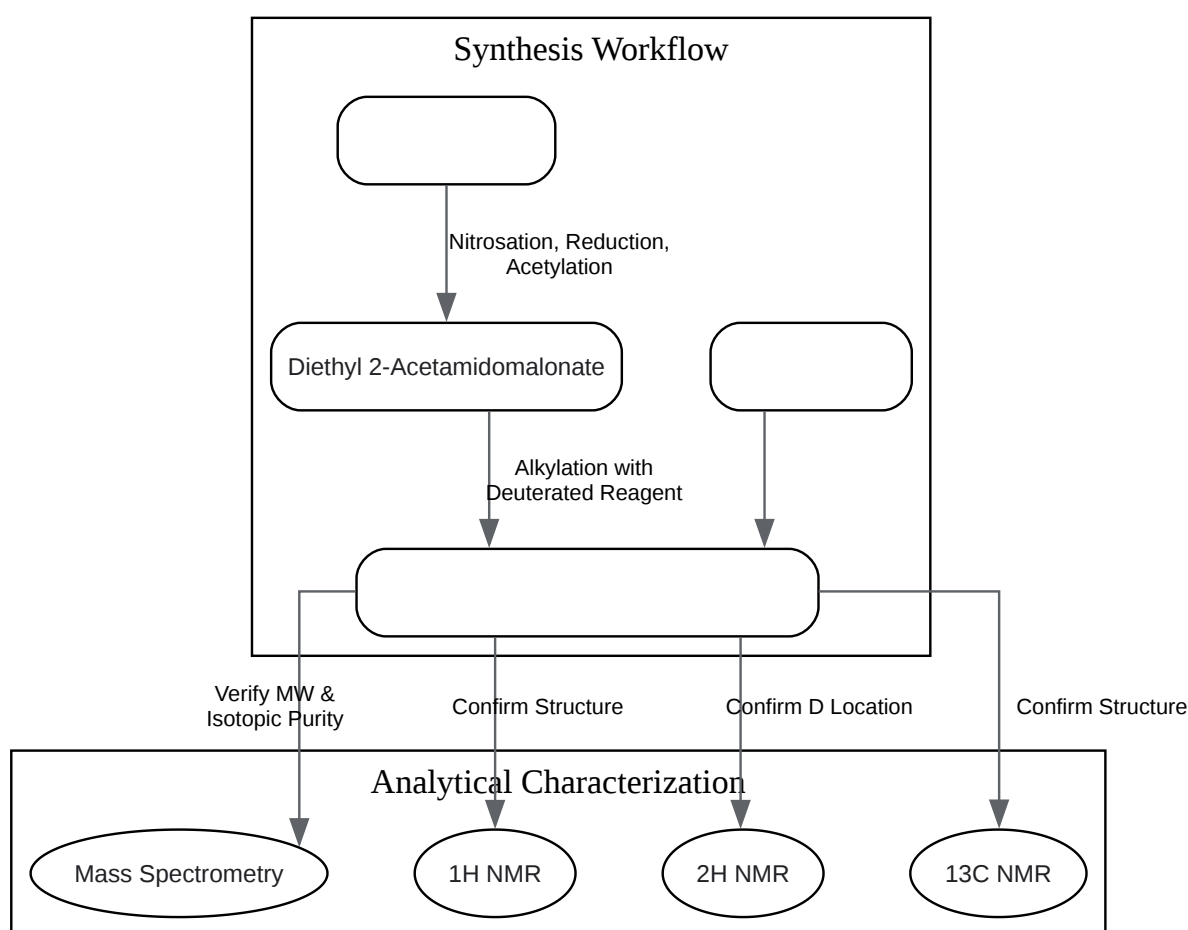 Synthesis Workflow
Nitrosation, Reduction,
Acetylation
Diethyl 2-Acetamidomalonate
Alkylation with
Deuterated Reagent
Verify MW &
Isotopic Purity
Confirm Structure
Confirm D Location
Confirm Structure
Analytical Characterization
Mass Spectrometry
1H NMR
2H NMR
13C NMR